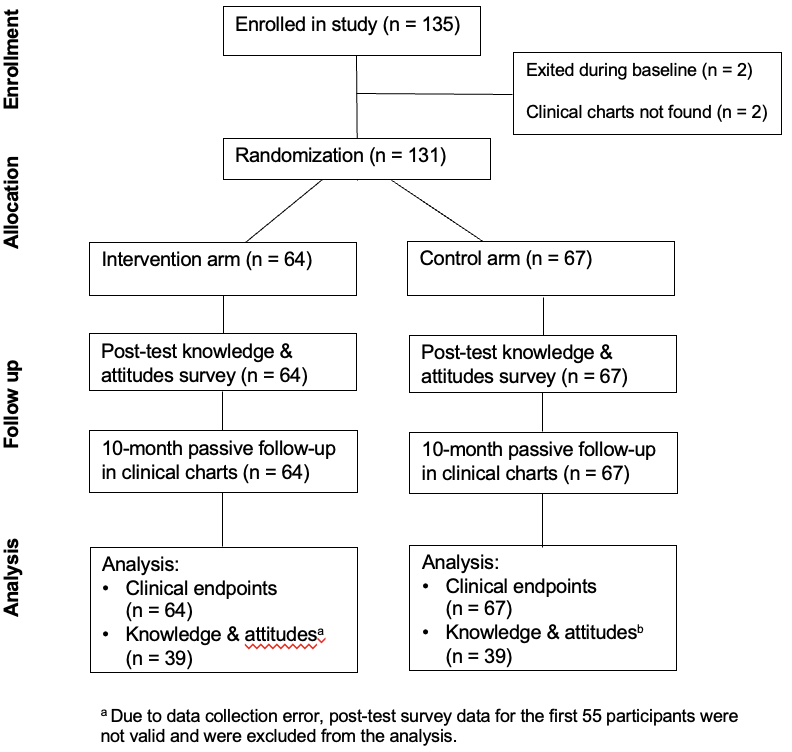 Enrollment
Enrolled in study (n = 135)
Exited during baseline (n = 2)
Clinical charts not found (n = 2)
Randomization (n = 131)
Allocation
Intervention arm (n = 64)
Control arm (n = 67)
Follow up
Post-test knowledge &
attitudes survey (n = 64)
Post-test knowledge &
attitudes survey (n = 67)
10-month passive follow-up
in clinical charts (n = 64)
10-month passive follow-up
in clinical charts (n = 67)
Analysis
Analysis:
• Clinical endpoints
(n = 64)
• Knowledge & attitudesᵃ
(n = 39)
Analysis:
• Clinical endpoints
(n = 67)
• Knowledge & attitudesᵇ
(n = 39)
ᵃ Due to data collection error, post-test survey data for the first 55 participants were
not valid and were excluded from the analysis.